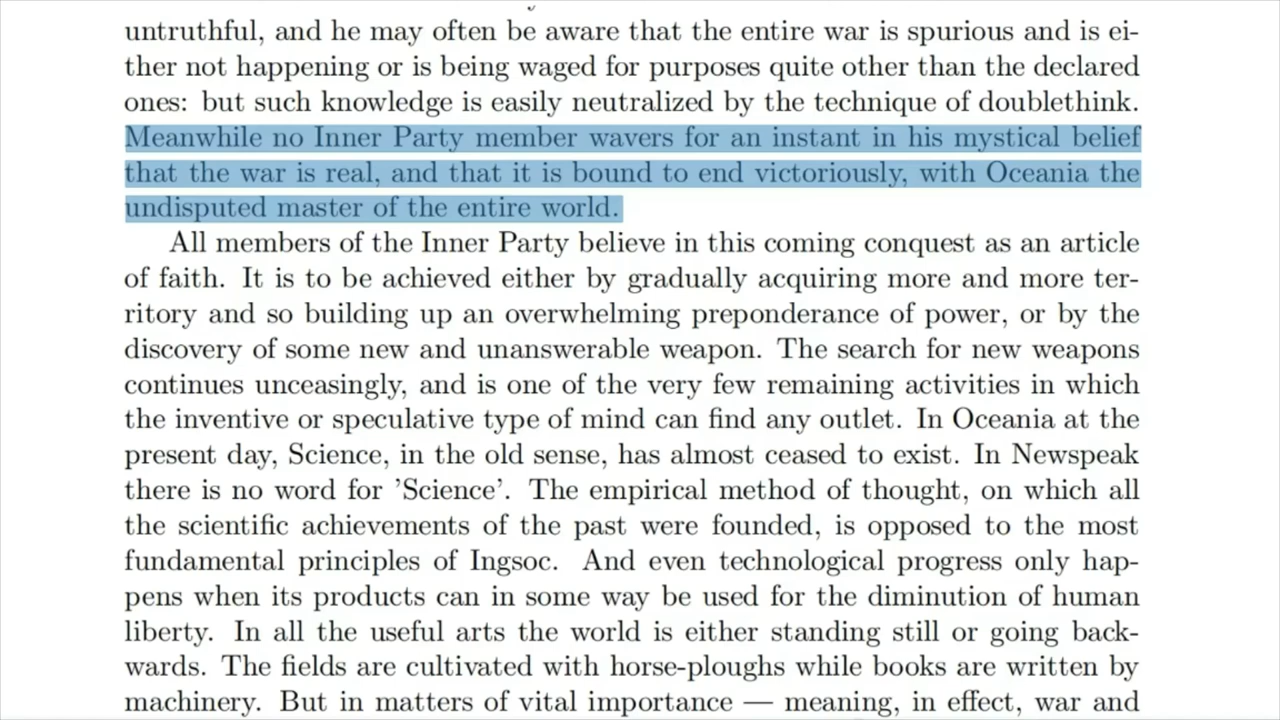 untruthful, and he may often be aware that the entire war is spurious and is ei-
ther not happening or is being waged for purposes quite other than the declared
ones: but such knowledge is easily neutralized by the technique of doublethink.
Meanwhile no Inner Party member wavers for an instant in his mystical belief
that the war is real, and that it is bound to end victoriously, with Oceania the
undisputed master of the entire world.
All members of the Inner Party believe in this coming conquest as an article
of faith. It is to be achieved either by gradually acquiring more and more ter-
ritory and so building up an overwhelming preponderance of power, or by the
discovery of some new and unanswerable weapon. The search for new weapons
continues unceasingly, and is one of the very few remaining activities in which
the inventive or speculative type of mind can find any outlet. In Oceania at the
present day, Science, in the old sense, has almost ceased to exist. In Newspeak
there is no word for ’Science’. The empirical method of thought, on which all
the scientific achievements of the past were founded, is opposed to the most
fundamental principles of Ingsoc. And even technological progress only hap-
pens when its products can in some way be used for the diminution of human
liberty. In all the useful arts the world is either standing still or going back-
wards. The fields are cultivated with horse-ploughs while books are written by
machinery. But in matters of vital importance — meaning, in effect, war and